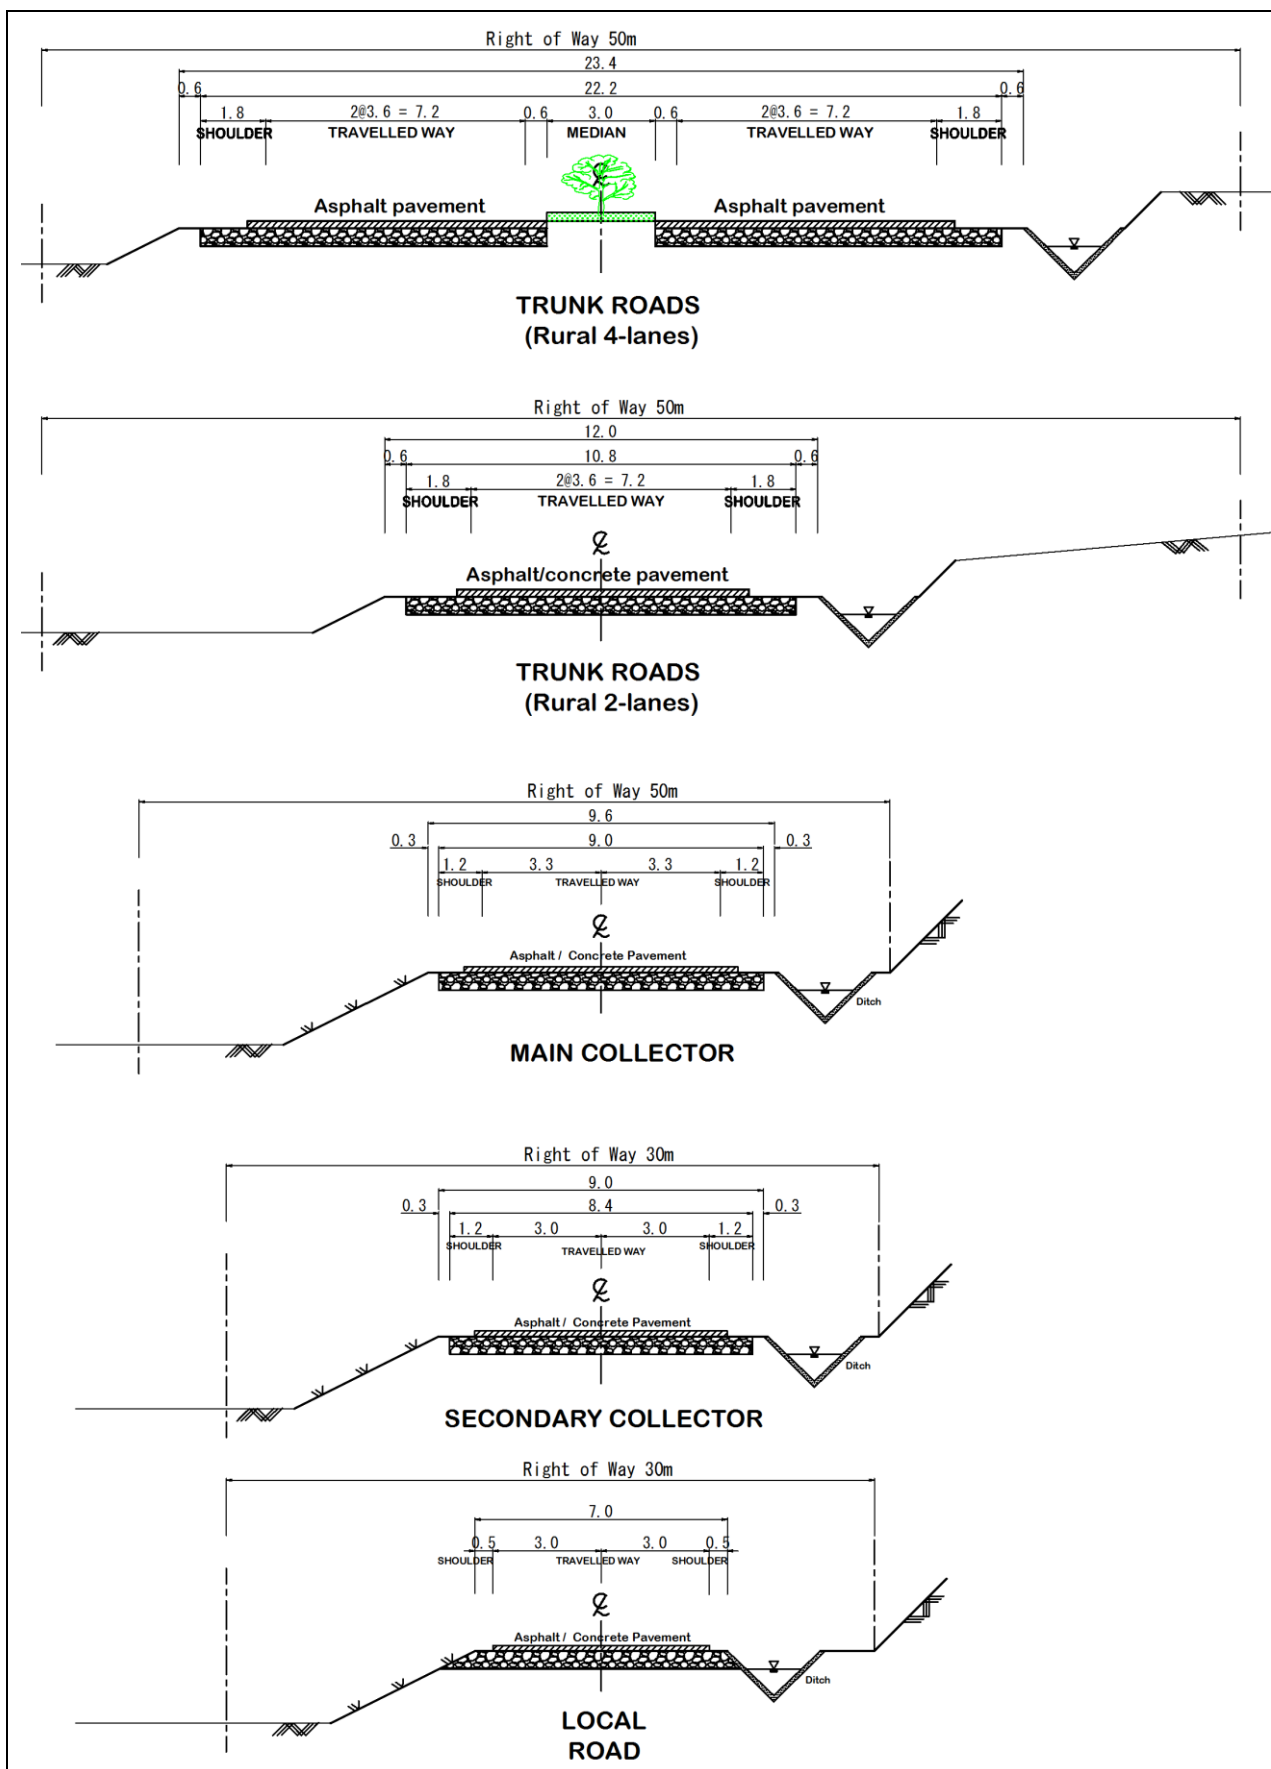 Right of Way 50m
23.4
0.6 22.2 0.6
1.8 2@3.6 = 7.2 0.6 3.0 0.6 2@3.6 = 7.2 1.8
SHOULDER TRAVELLED WAY MEDIAN TRAVELLED WAY SHOULDER
Asphalt pavement Asphalt pavement
TRUNK ROADS
(Rural 4-lanes)
Right of Way 50m
12.0
0.6 10.8 0.6
1.8 2@3.6 = 7.2 1.8
SHOULDER TRAVELLED WAY SHOULDER
Asphalt/concrete pavement
TRUNK ROADS
(Rural 2-lanes)
Right of Way 50m
9.6
0.3 9.0 0.3
1.2 3.3 3.3 1.2
SHOULDER TRAVELLED WAY SHOULDER
Asphalt / Concrete Pavement
Ditch
MAIN COLLECTOR
Right of Way 30m
9.0
0.3 8.4 0.3
1.2 3.0 3.0 1.2
SHOULDER TRAVELLED WAY SHOULDER
Asphalt / Concrete Pavement
Ditch
SECONDARY COLLECTOR
Right of Way 30m
7.0
0.5 3.0 3.0 0.5
SHOULDER TRAVELLED WAY SHOULDER
Asphalt / Concrete Pavement
Ditch
LOCAL
ROAD